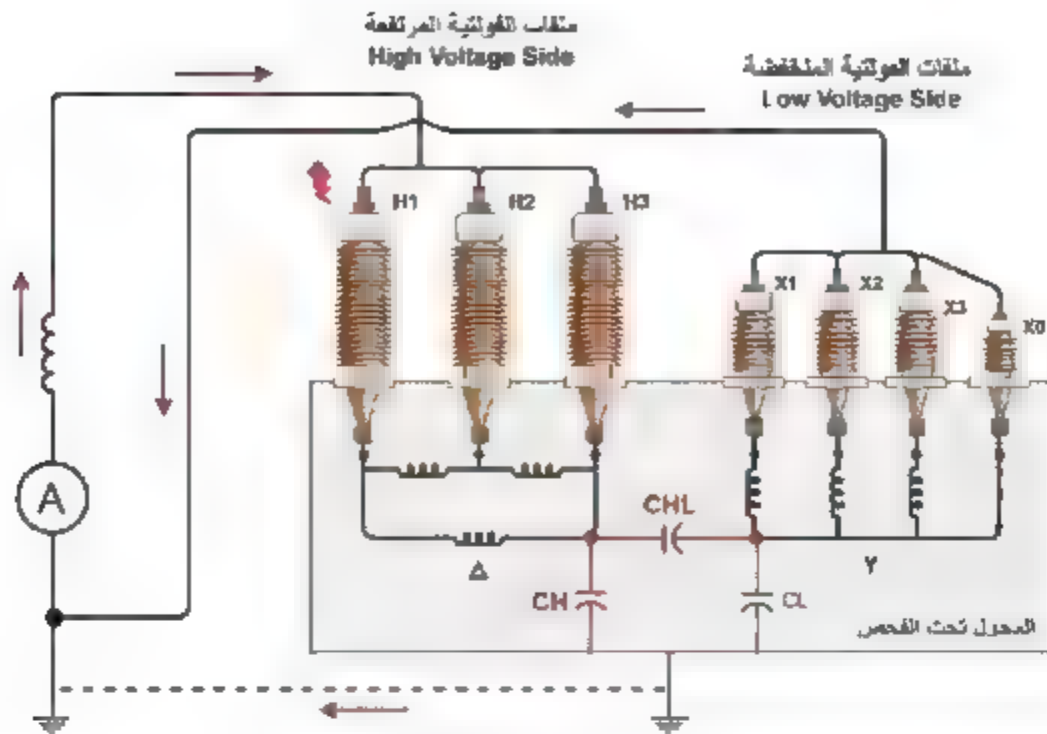 ملفات الفولتية المرتفعة
High Voltage Side
ملفات الفولتية المنخفضة
Low Voltage Side
H1
H2
H3
X1
X2
X3
X0
A
CHL
Δ
Y
CH
CL
المحول تحت الفحص